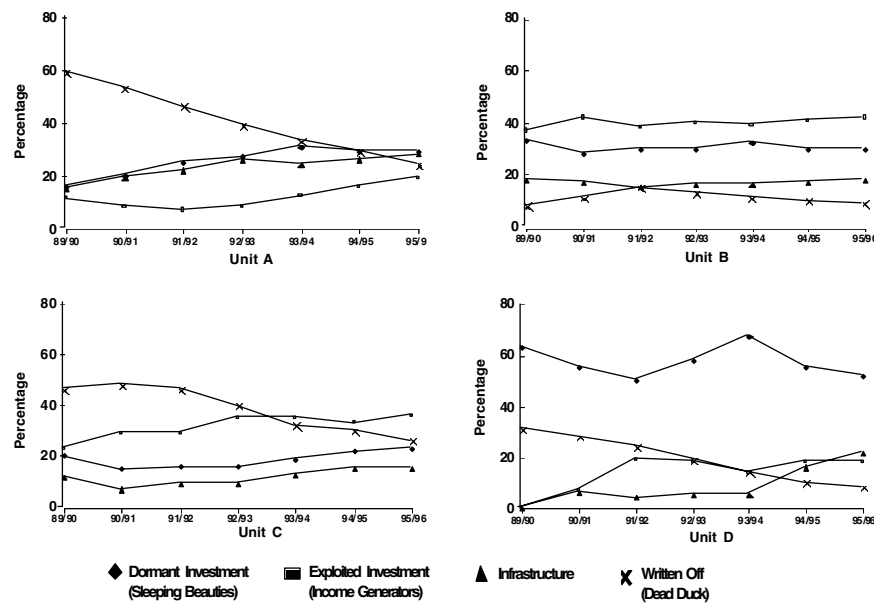 80
60
40
20
0
Percentage
89/90 90/91 91/92 92/93 93/94 94/95 95/9
Unit A
80
60
40
20
0
Percentage
89/90 90/91 91/92 92/93 93/94 94/95 95/96
Unit B
80
60
40
20
0
Percentage
89/90 90/91 91/92 92/93 93/94 94/95 95/96
Unit C
80
60
40
20
0
Percentage
89/90 90/91 91/92 92/93 93/94 94/95 95/96
Unit D
Dormant Investment
(Sleeping Beauties)
Exploited Investment
(Income Generators)
Infrastructure
Written Off
(Dead Duck)